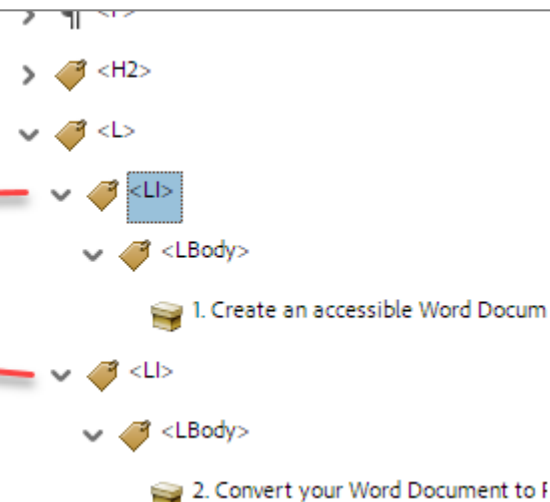 <H2>
<L>
<LI>
<LBody>
1. Create an accessible Word Docum
<LI>
<LBody>
2. Convert your Word Document to